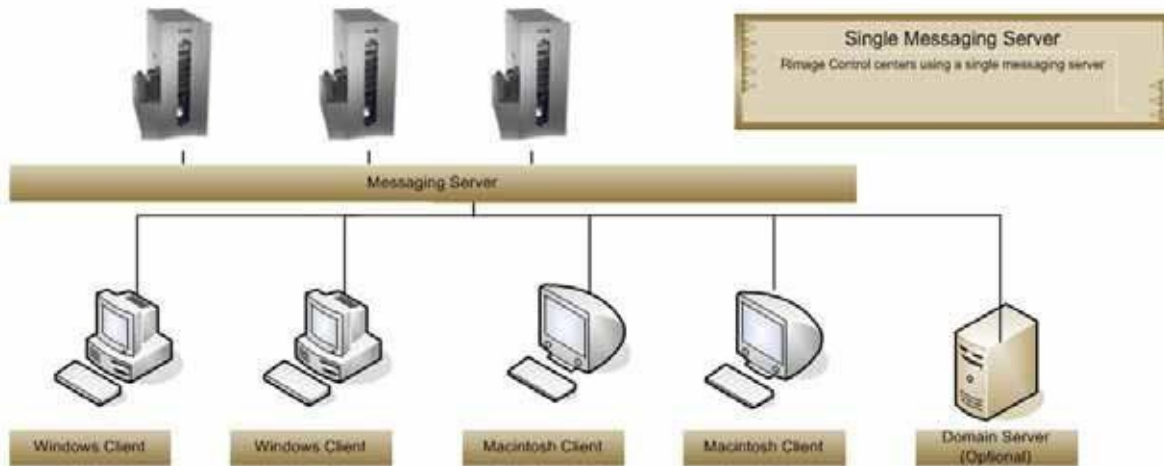 Single Messaging Server
Rimage Control centers using a single messaging server
Messaging Server
Windows Client
Windows Client
Macintosh Client
Macintosh Client
Domain Server
(Optional)